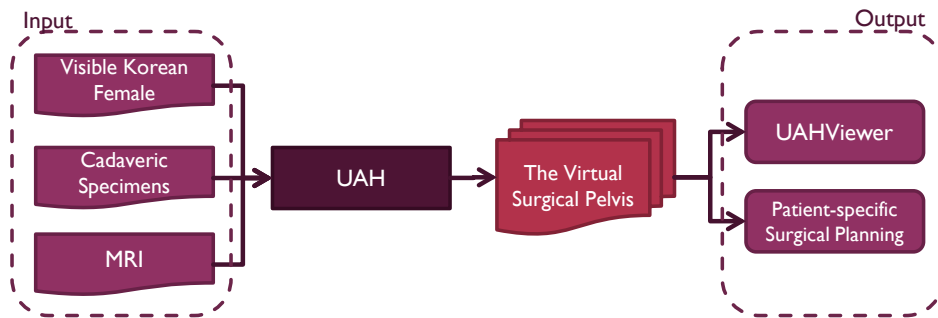 Input
Output
Visible Korean
Female
Cadaveric
Specimens
MRI
UAH
The Virtual
Surgical Pelvis
UAHViewer
Patient-specific
Surgical Planning